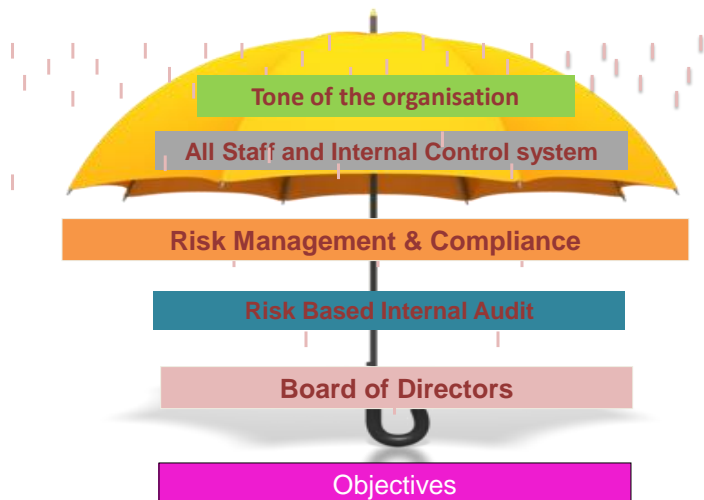 Tone of the organisation
All Staff and Internal Control system
Risk Management & Compliance
Risk Based Internal Audit
Board of Directors
Objectives